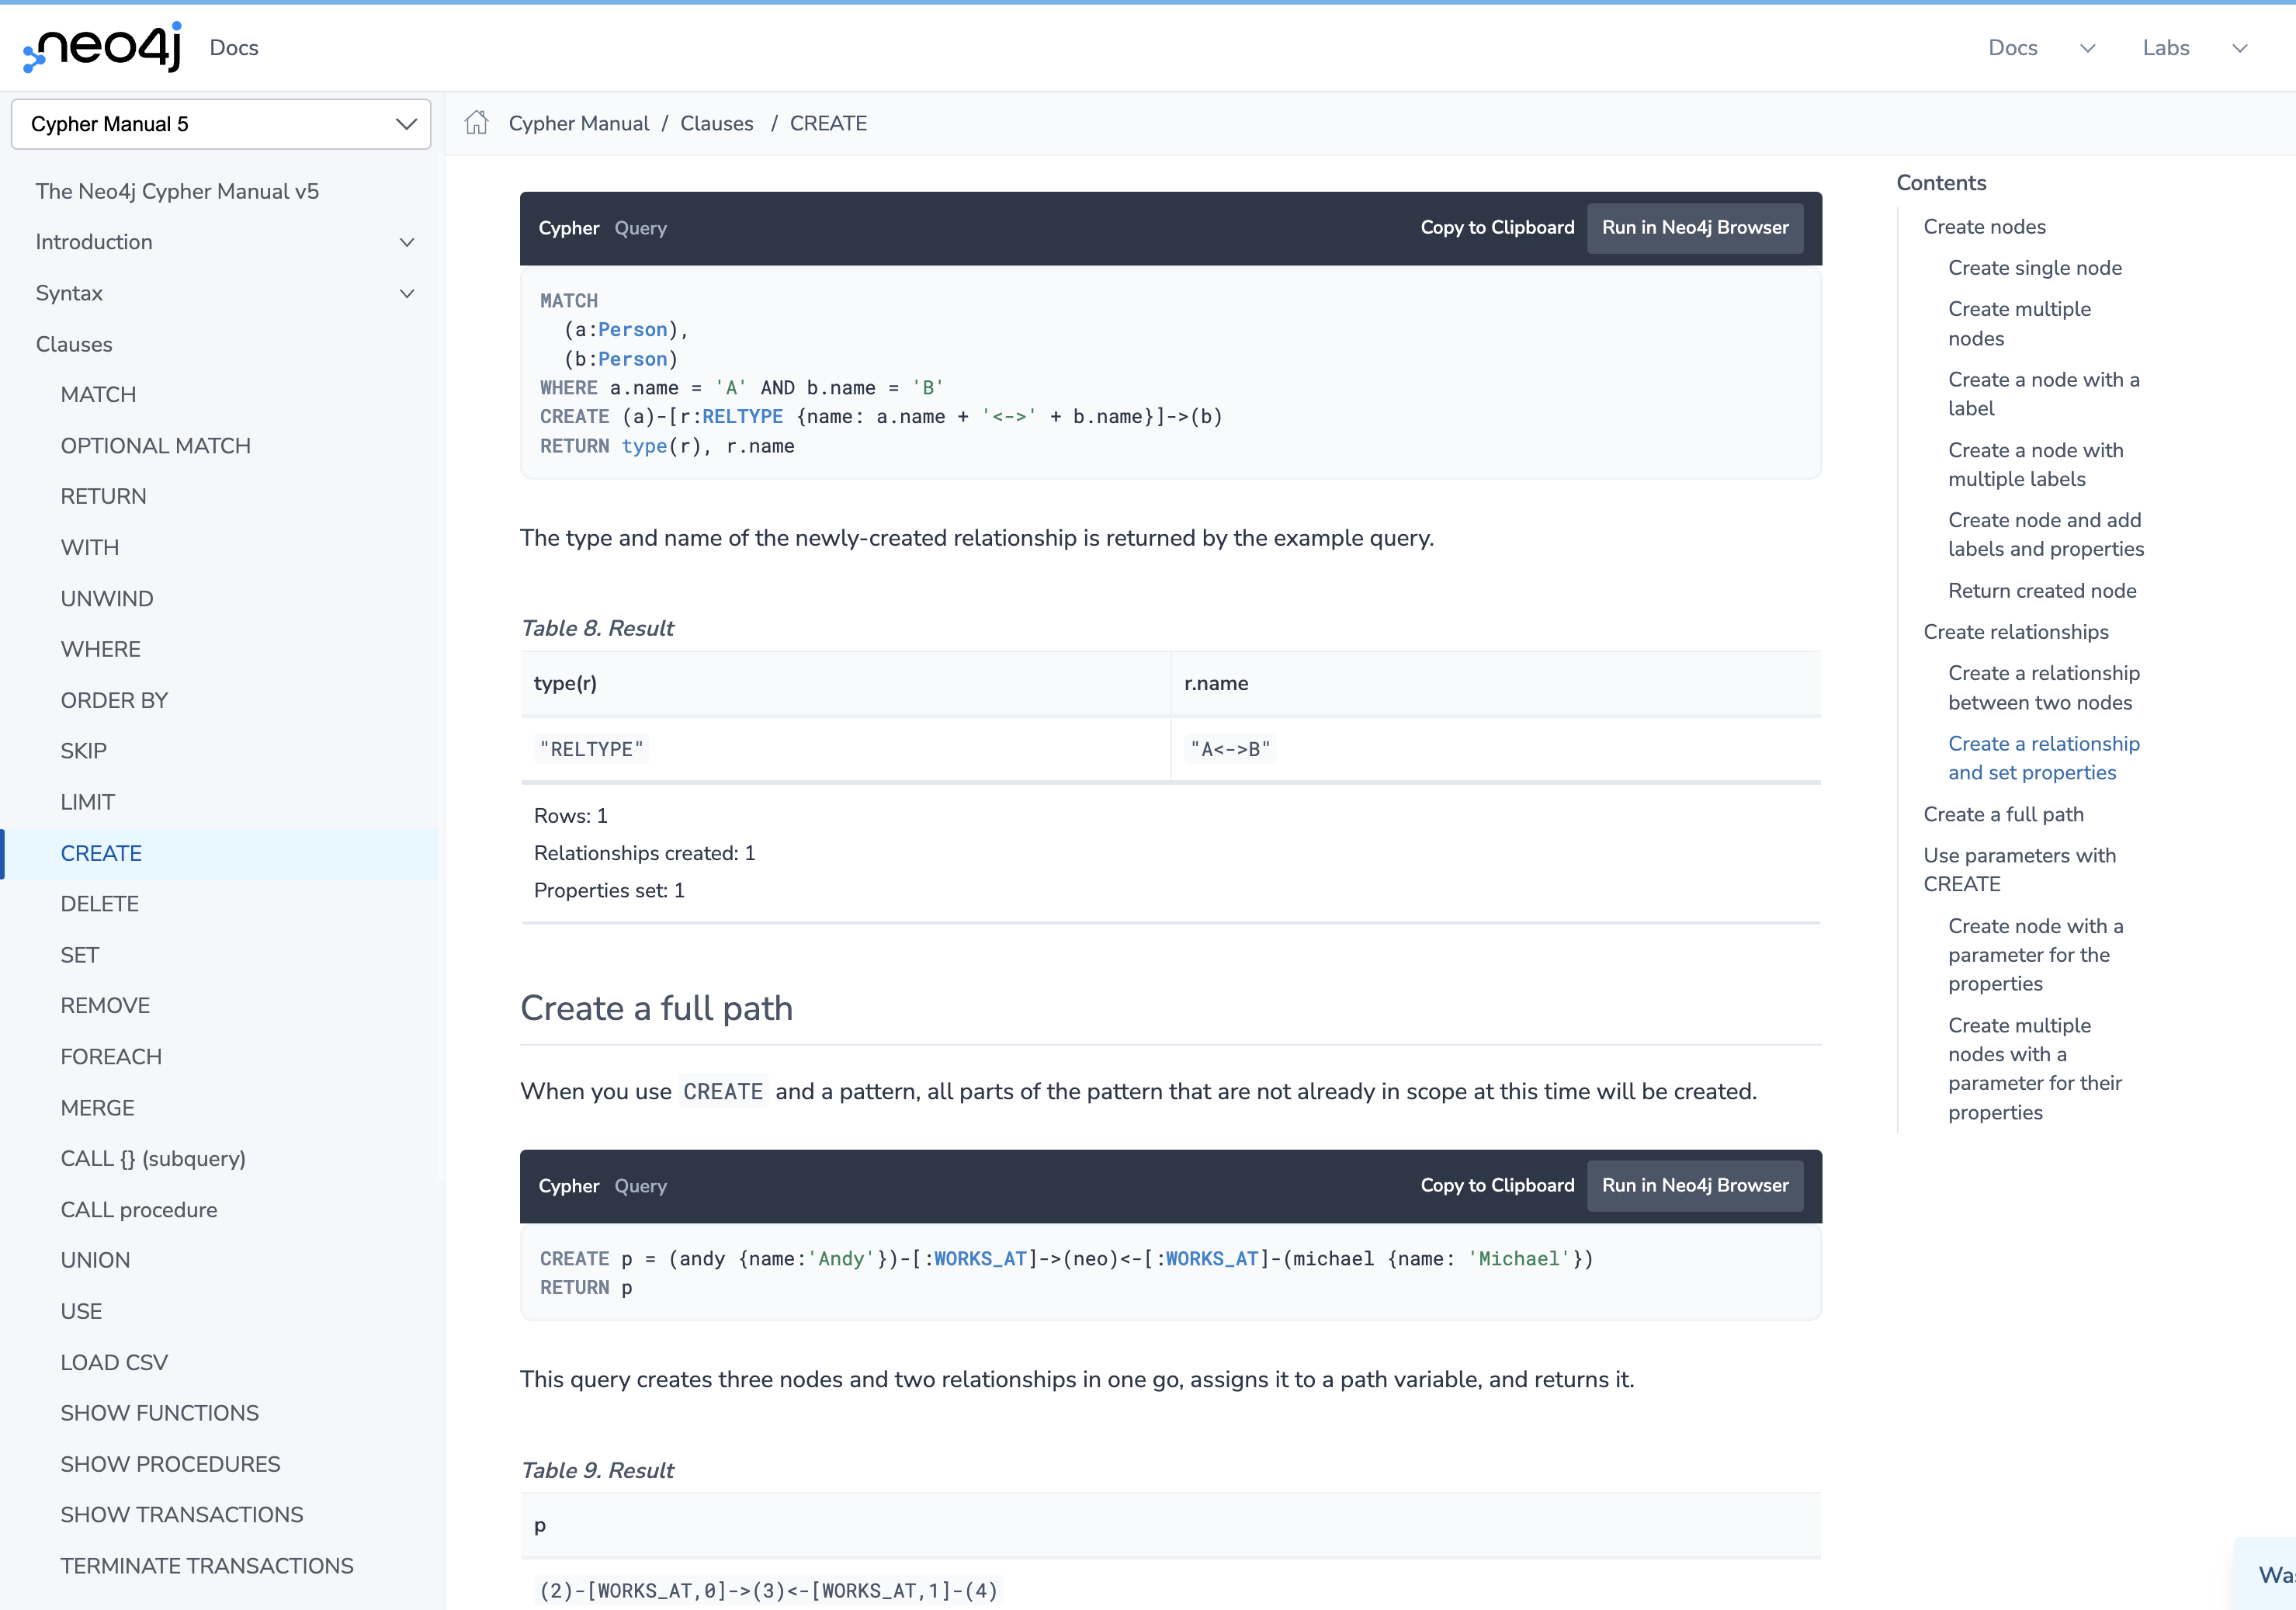 neo4j Docs
Docs
Labs
Cypher Manual 5
The Neo4j Cypher Manual v5
Introduction
Syntax
Clauses
MATCH
OPTIONAL MATCH
RETURN
WITH
UNWIND
WHERE
ORDER BY
SKIP
LIMIT
CREATE
DELETE
SET
REMOVE
FOREACH
MERGE
CALL {} (subquery)
CALL procedure
UNION
USE
LOAD CSV
SHOW FUNCTIONS
SHOW PROCEDURES
SHOW TRANSACTIONS
TERMINATE TRANSACTIONS
Cypher Manual / Clauses / CREATE
Cypher Query Copy to Clipboard Run in Neo4j Browser
MATCH
(a:Person),
(b:Person)
WHERE a.name = 'A' AND b.name = 'B'
CREATE (a)-[r:RELTYPE {name: a.name + '<->' + b.name}]->(b)
RETURN type(r), r.name
The type and name of the newly-created relationship is returned by the example query.
Table 8. Result
type(r) r.name
"RELTYPE" "A<->B"
Rows: 1
Relationships created: 1
Properties set: 1
Create a full path
When you use CREATE and a pattern, all parts of the pattern that are not already in scope at this time will be created.
Cypher Query Copy to Clipboard Run in Neo4j Browser
CREATE p = (andy {name:'Andy'})-[:WORKS_AT]->(neo)<-[:WORKS_AT]-(michael {name: 'Michael'})
RETURN p
This query creates three nodes and two relationships in one go, assigns it to a path variable, and returns it.
Table 9. Result
p
(2)-[WORKS_AT,0]->(3)<-[WORKS_AT,1]-(4)
Contents
Create nodes
Create single node
Create multiple
nodes
Create a node with a
label
Create a node with
multiple labels
Create node and add
labels and properties
Return created node
Create relationships
Create a relationship
between two nodes
Create a relationship
and set properties
Create a full path
Use parameters with
CREATE
Create node with a
parameter for the
properties
Create multiple
nodes with a
parameter for their
properties